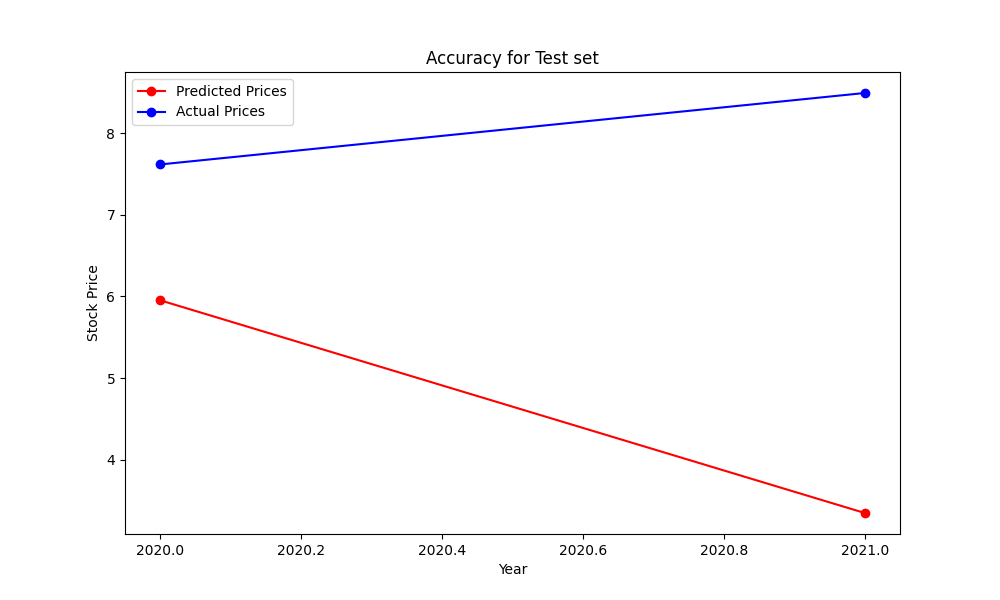 Accuracy for Test set
Predicted Prices
Actual Prices
Stock Price
8
7
6
5
4
2020.0 2020.2 2020.4 2020.6 2020.8 2021.0
Year